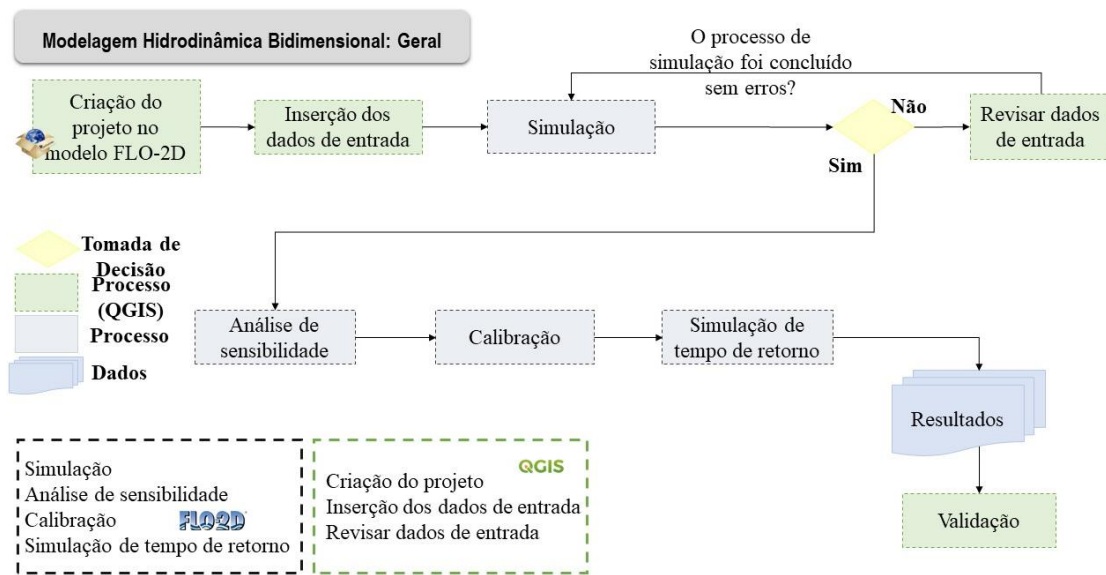 Modelagem Hidrodinâmica Bidimensional: Geral
O processo de
simulação foi concluído
sem erros?
Criação do
projeto no
modelo FLO-2D
Inserção dos
dados de entrada
Simulação
Não
Sim
Revisar dados
de entrada
Tomada de
Decisão
Processo
(QGIS)
Processo
Dados
Análise de
sensibilidade
Calibração
Simulação de
tempo de retorno
Resultados
Validação
Simulação
Análise de sensibilidade
Calibração
FLO2D
Simulação de tempo de retorno
QGIS
Criação do projeto
Inserção dos dados de entrada
Revisar dados de entrada